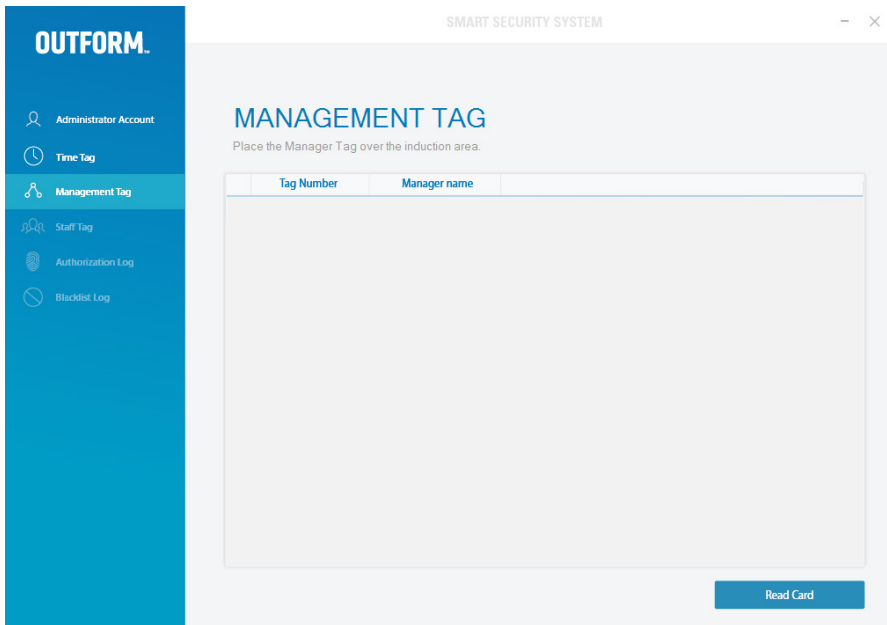 SMART SECURITY SYSTEM
OUTFORM™
Administrator Account
Time Tag
Management Tag
Staff Tag
Authorization Log
Blacklist Log
MANAGEMENT TAG
Place the Manager Tag over the induction area.
Tag Number Manager name
Read Card